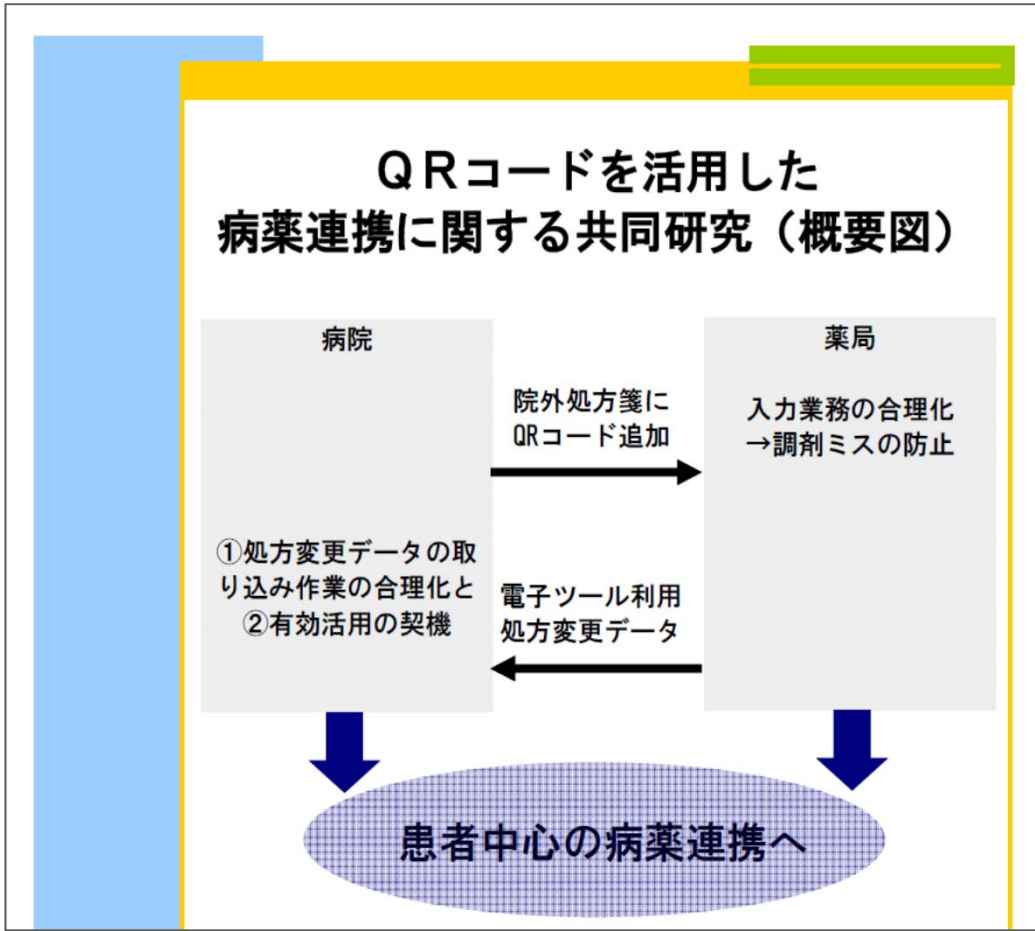 QRコードを活用した
病薬連携に関する共同研究（概要図）
病院
①処方変更データの取
り込み作業の合理化と
②有効活用の契機
院外処方箋に
QRコード追加
電子ツール利用
処方変更データ
薬局
入力業務の合理化
→調剤ミスの防止
患者中心の病薬連携へ